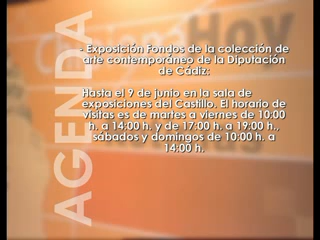 AGENDA
Chipiona Hoy
- Exposición Fondos de la colección de
arte contemporáneo de la Diputación
de Cádiz:
Hasta el 9 de junio en la sala de
exposiciones del Castillo. El horario de
visitas es de martes a viernes de 10:00
h. a 14:00 h. y de 17:00 h. a 19:00 h.,
sábados y domingos de 10:00 h. a
14:00 h.